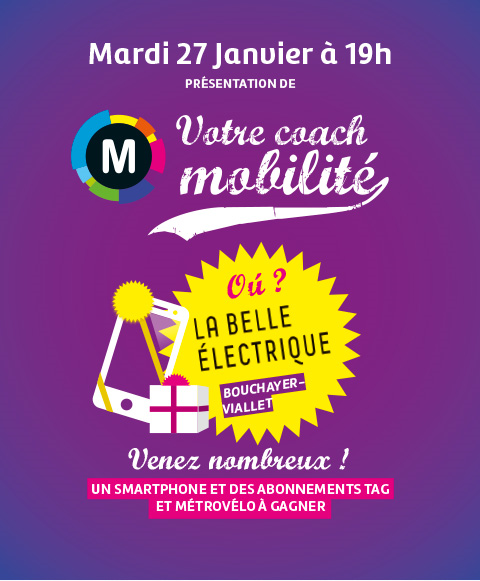 Mardi 27 Janvier à 19h
PRÉSENTATION DE
M
Votre coach
mobilité
Oú ?
LA BELLE
ÉLECTRIQUE
BOUCHAYER-
VIALLET
Venez nombreux !
UN SMARTPHONE ET DES ABONNEMENTS TAG
ET MÉTROVÉLO À GAGNER